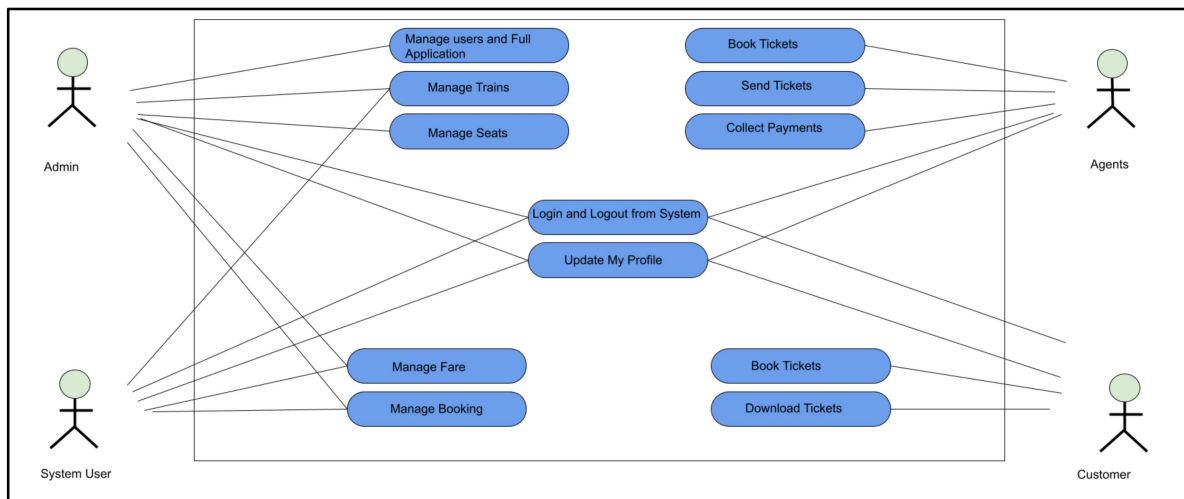 Manage users and Full
Application
Book Tickets
Manage Trains
Send Tickets
Manage Seats
Collect Payments
Admin
Agents
Login and Logout from System
Update My Profile
Manage Fare
Book Tickets
Manage Booking
Download Tickets
System User
Customer